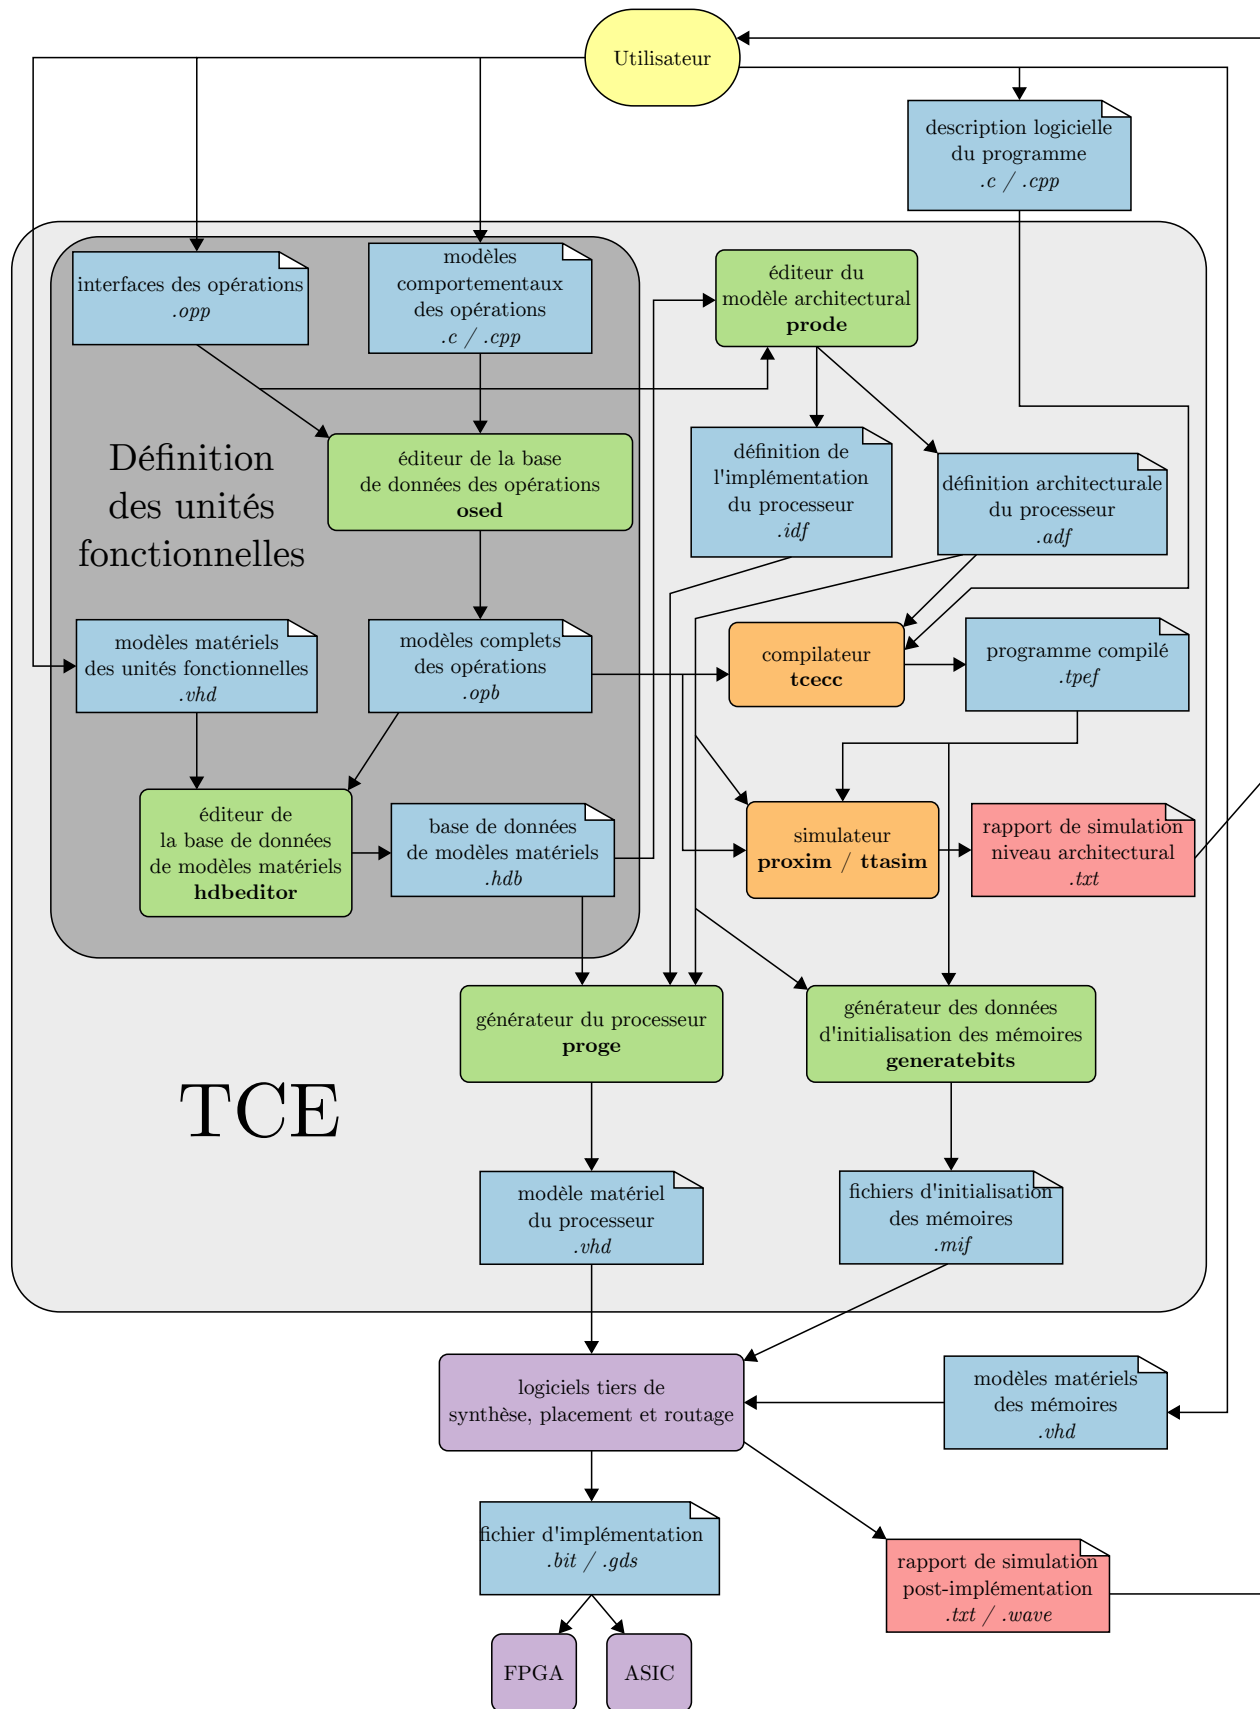 Utilisateur
description logicielle
du programme
.c / .cpp
interfaces des opérations
.opp
modèles
comportementaux
des opérations
.c / .cpp
éditeur du
modèle architectural
prode
Définition
des unités
fonctionnelles
éditeur de la base
de données des opérations
osed
définition de
l'implémentation
du processeur
.idf
définition architecturale
du processeur
.adf
modèles matériels
des unités fonctionnelles
.vhd
modèles complets
des opérations
.opb
compilateur
tcecc
programme compilé
.tpef
éditeur de
la base de données
de modèles matériels
hdbeditor
base de données
de modèles matériels
.hdb
simulateur
proxim / ttasim
rapport de simulation
niveau architectural
.txt
générateur du processeur
proge
générateur des données
d'initialisation des mémoires
generatebits
TCE
modèle matériel
du processeur
.vhd
fichiers d'initialisation
des mémoires
.mif
logiciels tiers de
synthèse, placement et routage
modèles matériels
des mémoires
.vhd
fichier d'implémentation
.bit / .gds
rapport de simulation
post-implémentation
.txt / .wave
FPGA
ASIC